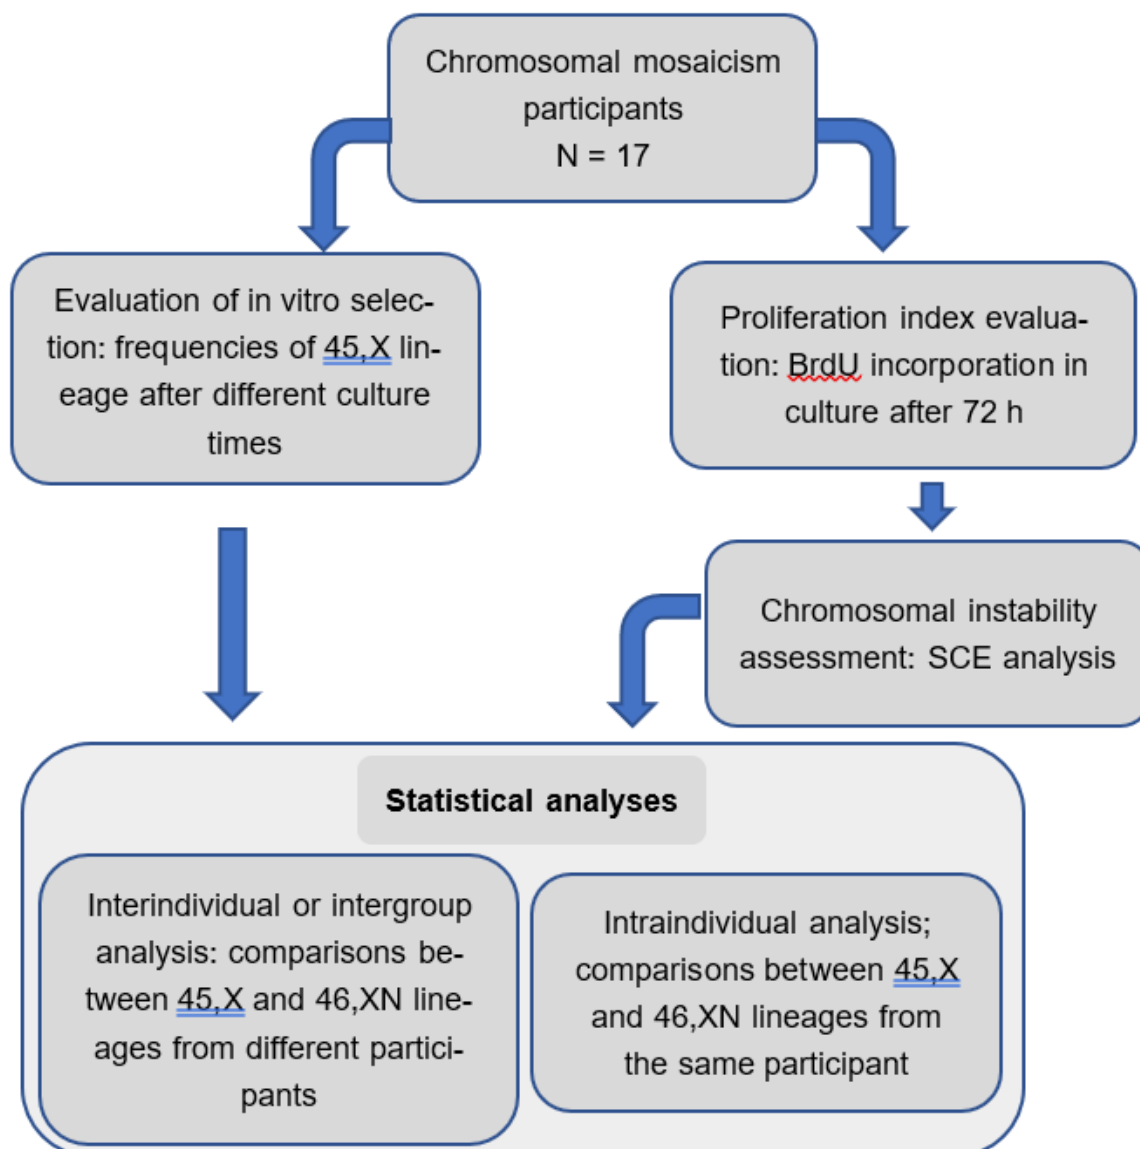 Chromosomal mosaicism
participants
N = 17
Evaluation of in vitro selec-
tion: frequencies of 45,X lin-
eage after different culture
times
Proliferation index evalua-
tion: BrdU incorporation in
culture after 72 h
Chromosomal instability
assessment: SCE analysis
Statistical analyses
Interindividual or intergroup
analysis: comparisons be-
tween 45,X and 46,XN line-
ages from different partici-
pants
Intraindividual analysis;
comparisons between 45,X
and 46,XN lineages from
the same participant